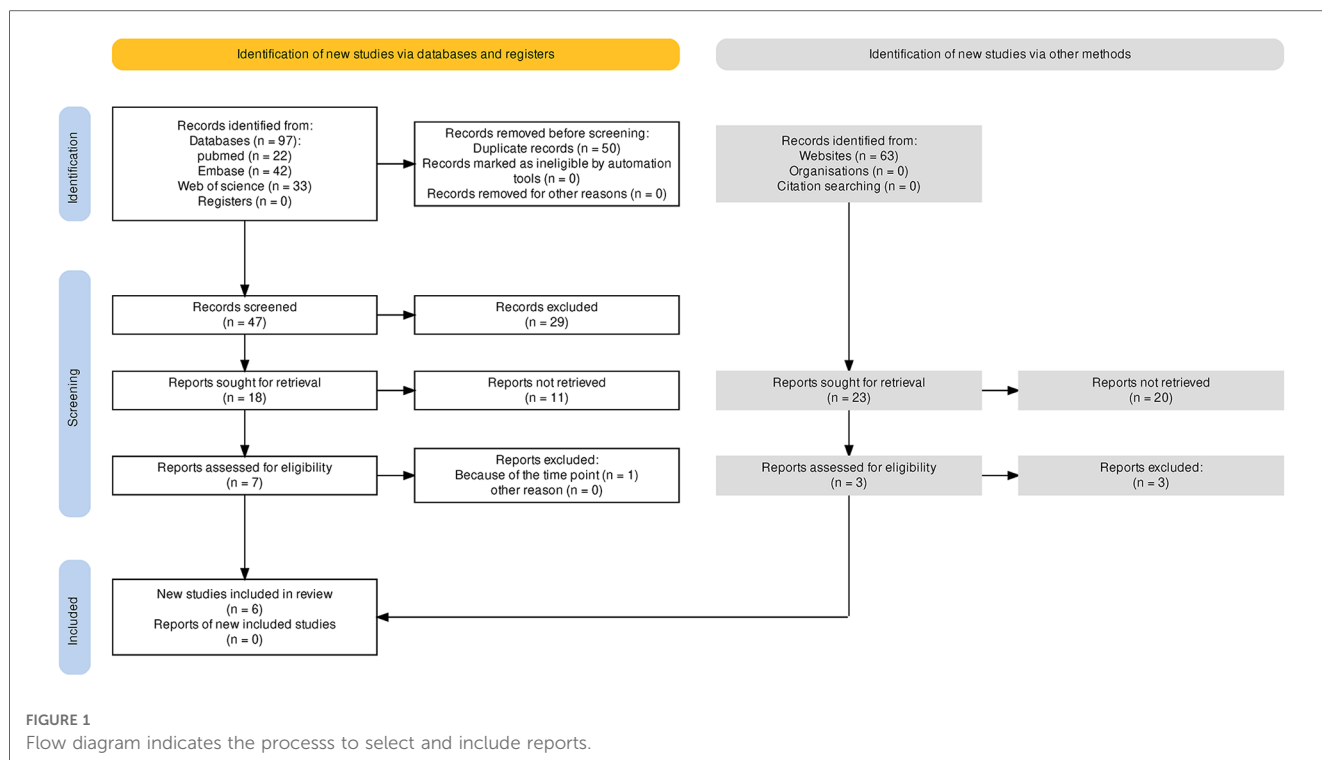 Identification of new studies via databases and registers
Identification of new studies via other methods
Identification
Records identified from:
Databases (n = 97):
pubmed (n = 22)
Embase (n = 42)
Web of science (n = 33)
Registers (n = 0)
Records removed before screening:
Duplicate records (n = 50)
Records marked as ineligible by automation
tools (n = 0)
Records removed for other reasons (n = 0)
Records identified from:
Websites (n = 63)
Organisations (n = 0)
Citation searching (n = 0)
Screening
Records screened
(n = 47)
Records excluded
(n = 29)
Reports sought for retrieval
(n = 18)
Reports not retrieved
(n = 11)
Reports sought for retrieval
(n = 23)
Reports not retrieved
(n = 20)
Reports assessed for eligibility
(n = 7)
Reports excluded:
Because of the time point (n = 1)
other reason (n = 0)
Reports assessed for eligibility
(n = 3)
Reports excluded:
(n = 3)
Included
New studies included in review
(n = 6)
Reports of new included studies
(n = 0)
FIGURE 1
Flow diagram indicates the processs to select and include reports.